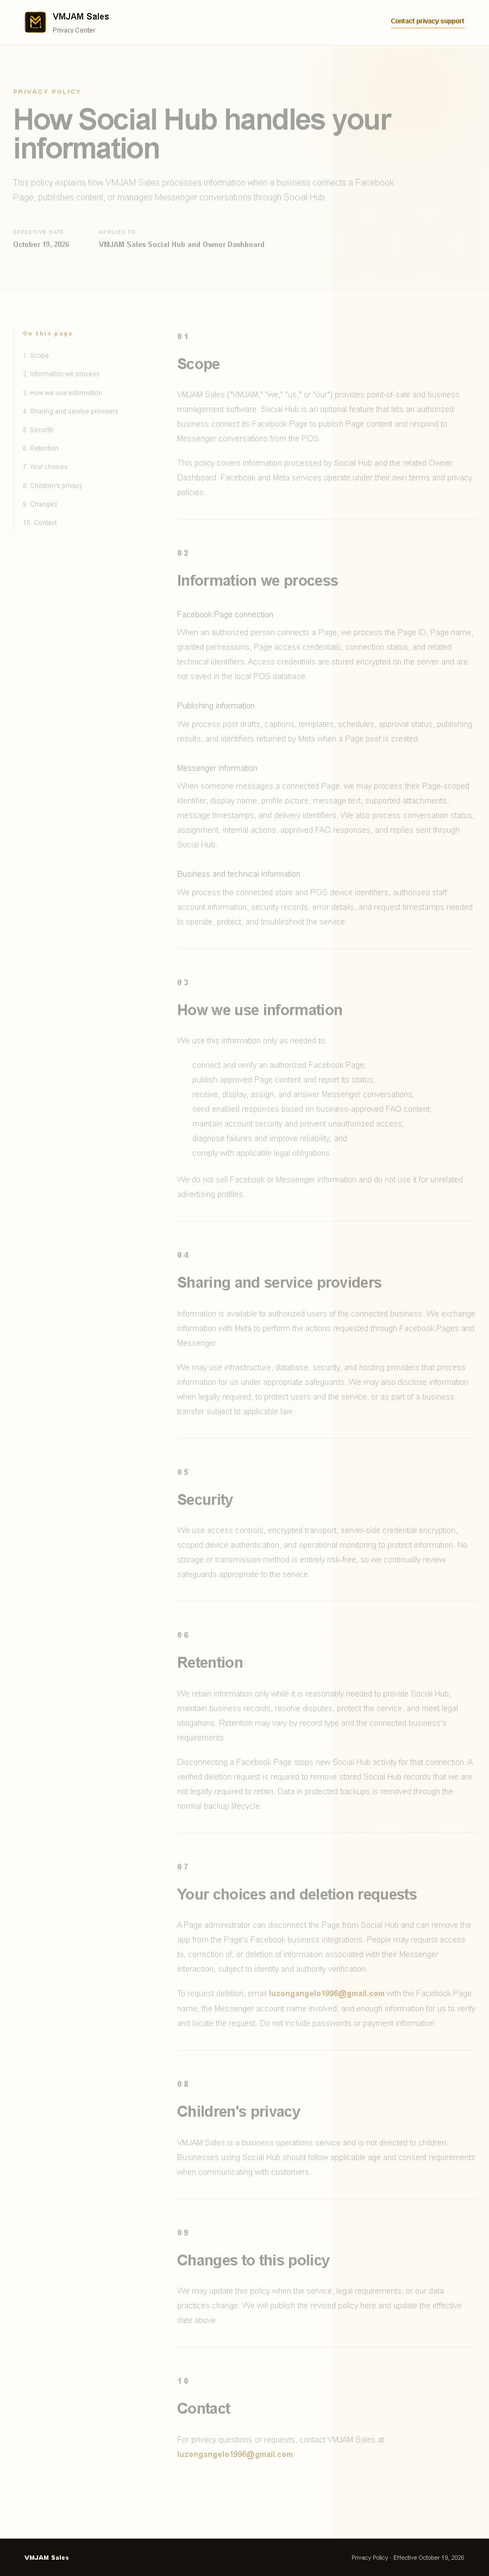 VMJAM Sales
Privacy Center
Contact privacy support
PRIVACY POLICY
How Social Hub handles your
information
This policy explains how VMJAM Sales processes information when a business connects a Facebook
Page, publishes content, or manages Messenger conversations through Social Hub.
EFFECTIVE DATE
October 19, 2026
APPLIES TO
VMJAM Sales Social Hub and Owner Dashboard
On this page
1. Scope
2. Information we process
3. How we use information
4. Sharing and service providers
5. Security
6. Retention
7. Your choices
8. Children's privacy
9. Changes
10. Contact
01
Scope
VMJAM Sales ("VMJAM," "we," "us," or "our") provides point-of-sale and business
management software. Social Hub is an optional feature that lets an authorized
business connect its Facebook Page to publish Page content and respond to
Messenger conversations from the POS.
This policy covers information processed by Social Hub and the related Owner
Dashboard. Facebook and Meta services operate under their own terms and privacy
policies.
02
Information we process
Facebook Page connection
When an authorized person connects a Page, we process the Page ID, Page name,
granted permissions, Page access credentials, connection status, and related
technical identifiers. Access credentials are stored encrypted on the server and are
not saved in the local POS database.
Publishing information
We process post drafts, captions, templates, schedules, approval status, publishing
results, and identifiers returned by Meta when a Page post is created.
Messenger information
When someone messages a connected Page, we may process their Page-scoped
identifier, display name, profile picture, message text, supported attachments,
message timestamps, and delivery identifiers. We also process conversation status,
assignment, internal actions, approved FAQ responses, and replies sent through
Social Hub.
Business and technical information
We process the connected store and POS device identifiers, authorized staff
account information, security records, error details, and request timestamps needed
to operate, protect, and troubleshoot the service.
03
How we use information
We use this information only as needed to:
connect and verify an authorized Facebook Page;
publish approved Page content and report its status;
receive, display, assign, and answer Messenger conversations;
send enabled responses based on business-approved FAQ content;
maintain account security and prevent unauthorized access;
diagnose failures and improve reliability; and
comply with applicable legal obligations.
We do not sell Facebook or Messenger information and do not use it for unrelated
advertising profiles.
04
Sharing and service providers
Information is available to authorized users of the connected business. We exchange
information with Meta to perform the actions requested through Facebook Pages and
Messenger.
We may use infrastructure, database, security, and hosting providers that process
information for us under appropriate safeguards. We may also disclose information
when legally required, to protect users and the service, or as part of a business
transfer subject to applicable law.
05
Security
We use access controls, encrypted transport, server-side credential encryption,
scoped device authentication, and operational monitoring to protect information. No
storage or transmission method is entirely risk-free, so we continually review
safeguards appropriate to the service.
06
Retention
We retain information only while it is reasonably needed to provide Social Hub,
maintain business records, resolve disputes, protect the service, and meet legal
obligations. Retention may vary by record type and the connected business's
requirements.
Disconnecting a Facebook Page stops new Social Hub activity for that connection. A
verified deletion request is required to remove stored Social Hub records that we are
not legally required to retain. Data in protected backups is removed through the
normal backup lifecycle.
07
Your choices and deletion requests
A Page administrator can disconnect the Page from Social Hub and can remove the
app from the Page's Facebook business integrations. People may request access
to, correction of, or deletion of information associated with their Messenger
interaction, subject to identity and authority verification.
To request deletion, email luzongangelo1996@gmail.com with the Facebook Page
name, the Messenger account name involved, and enough information for us to verify
and locate the request. Do not include passwords or payment information.
08
Children's privacy
VMJAM Sales is a business operations service and is not directed to children.
Businesses using Social Hub should follow applicable age and consent requirements
when communicating with customers.
09
Changes to this policy
We may update this policy when the service, legal requirements, or our data
practices change. We will publish the revised policy here and update the effective
date above.
10
Contact
For privacy questions or requests, contact VMJAM Sales at
luzongangelo1996@gmail.com.
VMJAM Sales
Privacy Policy · Effective October 19, 2026